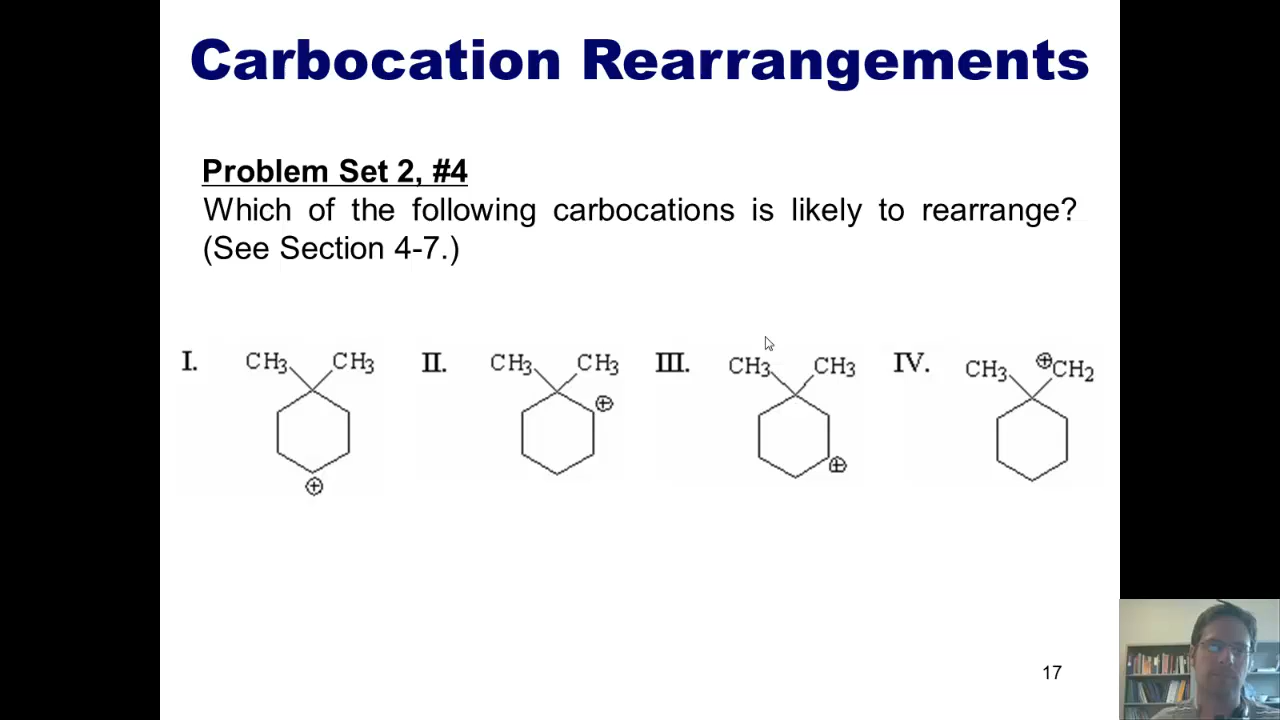 Carbocation Rearrangements
Problem Set 2, #4
Which of the following carbocations is likely to rearrange?
(See Section 4-7.)
I. CH3 CH3 II. CH3 CH3 III. CH3 CH3 IV. CH3 ⊕CH2
⊕
⊕
⊕
17